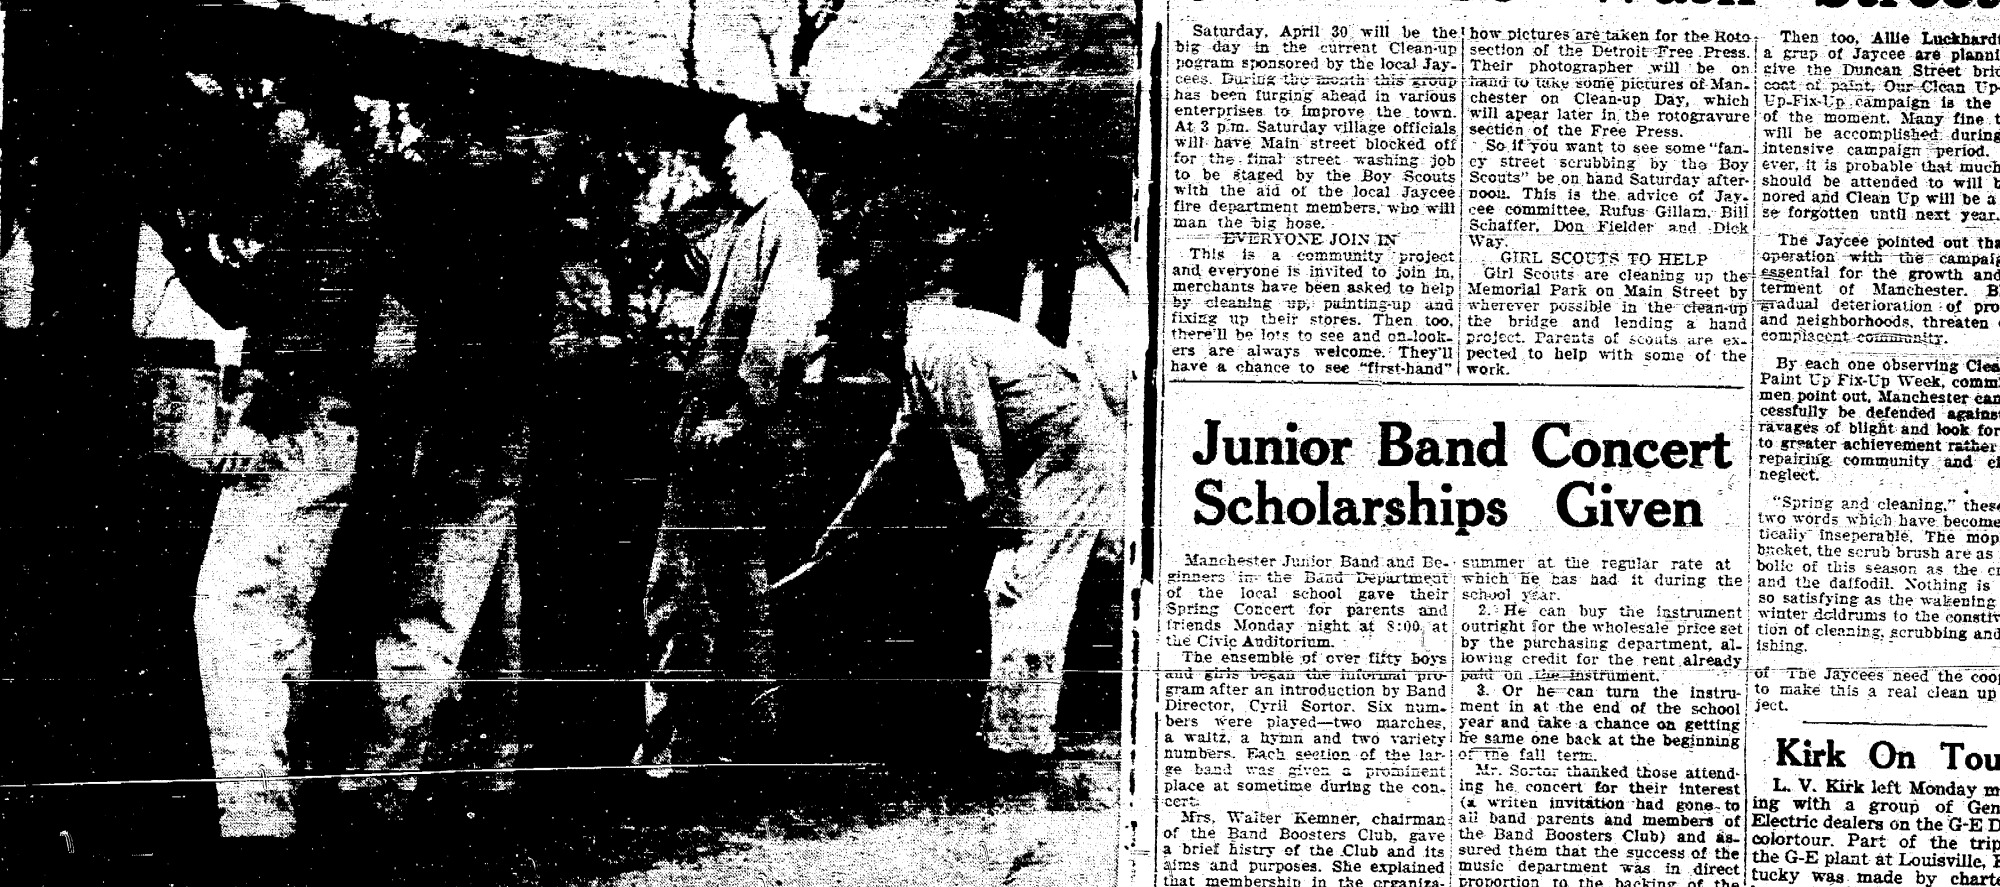 Saturday, April 30 will be the
big day in the current Clean-up
pogram sponsored by the local Jay-
cees. During the month this group
has been furging ahead in various
enterprises to improve the town.
At 3 p.m. Saturday village officials
will have Main street blocked off
for the final street washing job
to be staged by the Boy Scouts
with the aid of the local Jaycee
fire department members, who will
man the big hose.
EVERYONE JOIN IN
This is a community project
and everyone is invited to join in,
merchants have been asked to help
by cleaning up, painting-up and
fixing up their stores. Then too,
there'll be lots to see and on-look-
ers are always welcome. They'll
have a chance to see "first-hand"
how pictures are taken for the Roto
section of the Detroit Free Press.
Their photographer will be on
hand to take some pictures of Man-
chester on Clean-up Day, which
will apear later in the rotogravure
section of the Free Press.
So if you want to see some "fan-
cy street scrubbing by the Boy
Scouts" be on hand Saturday after-
noon. This is the advice of Jay-
cee committee, Rufus Gillam, Bill
Schaffer, Don Fielder and Dick
Way.
GIRL SCOUTS TO HELP
Girl Scouts are cleaning up the
Memorial Park on Main Street by
wherever possible in the clean-up
the bridge and lending a hand
project. Parents of scouts are ex-
pected to help with some of the
work.
Junior Band Concert
Scholarships Given
Manchester Junior Band and Be-
ginners in the Band Department
of the local school gave their
Spring Concert for parents and
friends Monday night at 8:00 at
the Civic Auditorium.
The ensemble of over fifty boys
and girls began the informal pro-
gram after an introduction by Band
Director, Cyril Sortor. Six num-
bers were played—two marches,
a waltz, a hymn and two variety
numbers. Each section of the lar-
ge band was given a prominent
place at sometime during the con-
cert.
Mrs. Walter Kemner, chairman
of the Band Boosters Club, gave
a brief histry of the Club and its
aims and purposes. She explained
that membership in the organiza-
summer at the regular rate at
which he has had it during the
school year.
2. He can buy the instrument
outright for the wholesale price set
by the purchasing department, al-
lowing credit for the rent already
paid on the instrument.
3. Or he can turn the instru-
ment in at the end of the school
year and take a chance on getting
he same one back at the beginning
of the fall term.
Mr. Sortor thanked those attend-
ing he concert for their interest
(a writen invitation had gone to
all band parents and members of
the Band Boosters Club) and as-
sured them that the success of the
music department was in direct
proportion to the backing of the
Then too, Allie Luckhardt
a grup of Jaycee are planni
give the Duncan Street brid
coat of paint. Our Clean Up-
Up-Fix-Up campaign is the
of the moment. Many fine t
will be accomplished during
intensive campaign period.
ever, it is probable that much
should be attended to will b
nored and Clean Up will be a
se forgotten until next year.
The Jaycee pointed out tha
operation with the campaig
essential for the growth and
terment of Manchester. B
gradual deterioration of pro
and neighborhoods, threaten
complacent community.
By each one observing Clea
Paint Up Fix-Up Week, comm
men point out, Manchester can
cessfully be defended against
ravages of blight and look for
to greater achievement rather
repairing community and ci
neglect.
"Spring and cleaning," these
two words which have become
tically inseperable. The mop
bucket, the scrub brush are as
bolic of this season as the cr
and the daffodil. Nothing is
so satisfying as the wakening
winter doldrums to the constiv
tion of cleaning, scrubbing and
ishing.
of The Jaycees need the coop
to make this a real clean up
ject.
Kirk On Tou
L. V. Kirk left Monday m
ing with a group of Gen
Electric dealers on the G-E D
colortour. Part of the trip
the G-E plant at Louisville,
tucky was made by charte